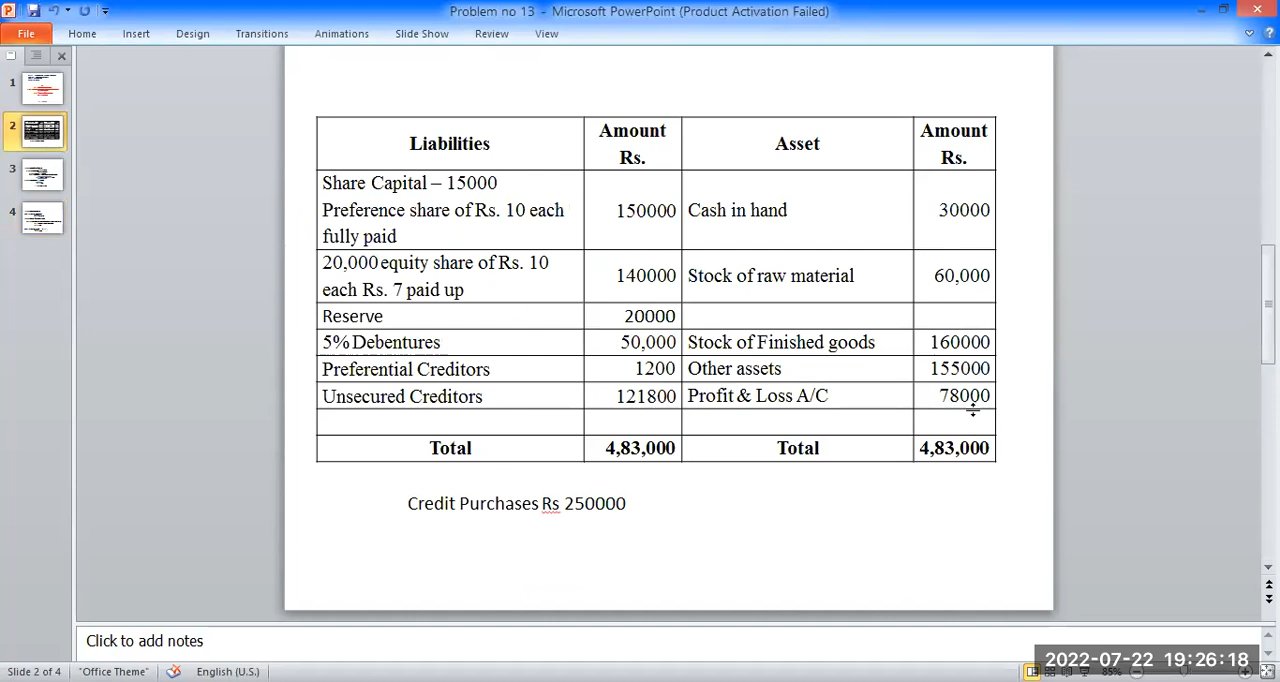 Problem no 13 - Microsoft PowerPoint (Product Activation Failed)
File Home Insert Design Transitions Animations Slide Show Review View
1
2
3
4
Liabilities Amount Rs. Asset Amount Rs.
Share Capital – 15000
Preference share of Rs. 10 each
fully paid
150000 Cash in hand 30000
20,000 equity share of Rs. 10
each Rs. 7 paid up
140000 Stock of raw material 60,000
Reserve 20000
5% Debentures 50,000 Stock of Finished goods 160000
Preferential Creditors 1200 Other assets 155000
Unsecured Creditors 121800 Profit & Loss A/C 78000
Total 4,83,000 Total 4,83,000
Credit Purchases Rs 250000
Click to add notes
Slide 2 of 4 "Office Theme" English (U.S.) 85%
2022-07-22 19:26:18